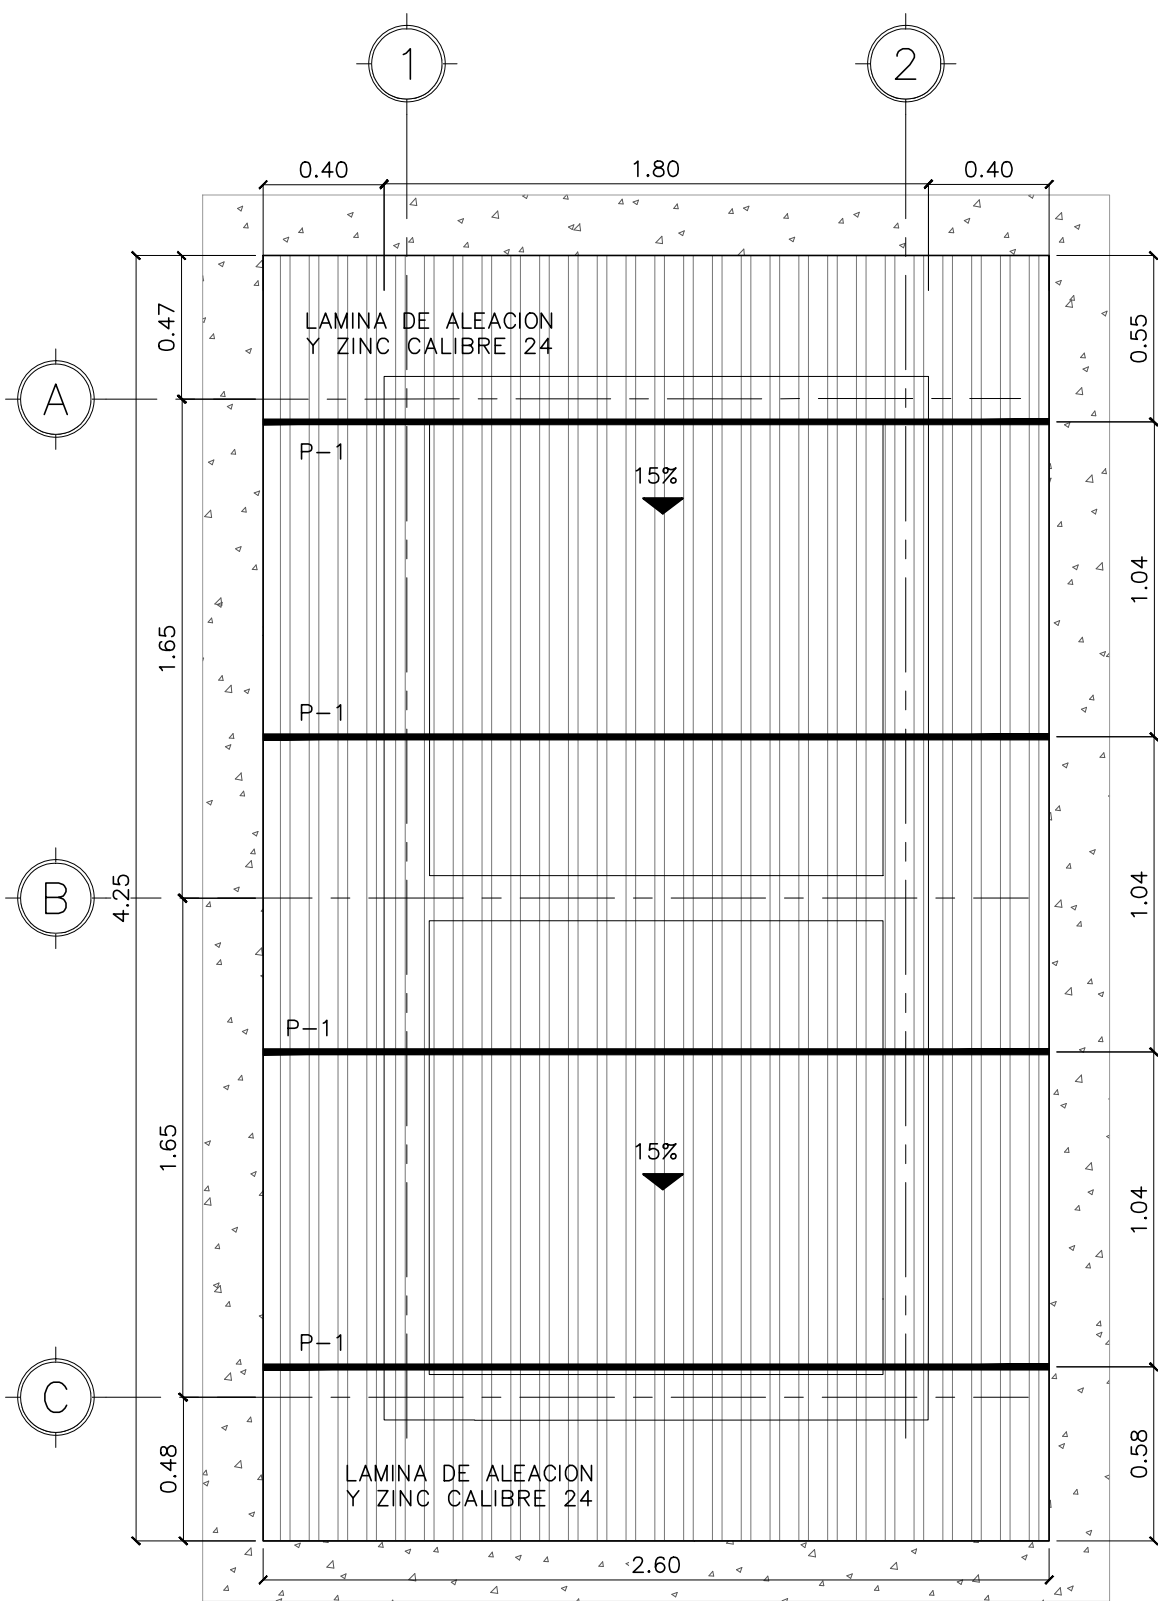 1
2
0.40
1.80
0.40
0.47
0.55
LAMINA DE ALEACION
Y ZINC CALIBRE 24
A
P-1
15%
1.04
1.65
P-1
B
4.25
1.04
P-1
1.65
15%
1.04
P-1
C
0.48
0.58
LAMINA DE ALEACION
Y ZINC CALIBRE 24
2.60